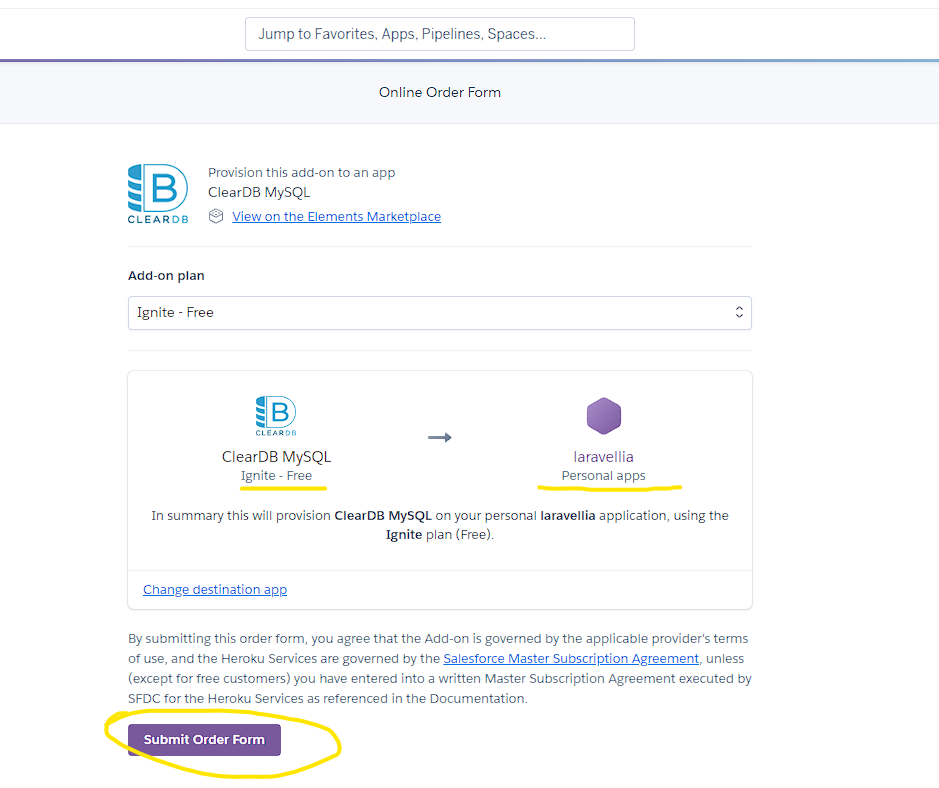 Jump to Favorites, Apps, Pipelines, Spaces...
Online Order Form
B
CLEARDB
Provision this add-on to an app
ClearDB MySQL
View on the Elements Marketplace
Add-on plan
Ignite - Free
B
CLEARDB
ClearDB MySQL
Ignite - Free
laravellia
Personal apps
In summary this will provision ClearDB MySQL on your personal laravellia application, using the
Ignite plan (Free).
Change destination app
By submitting this order form, you agree that the Add-on is governed by the applicable provider's terms
of use, and the Heroku Services are governed by the Salesforce Master Subscription Agreement, unless
(except for free customers) you have entered into a written Master Subscription Agreement executed by
SFDC for the Heroku Services as referenced in the Documentation.
Submit Order Form